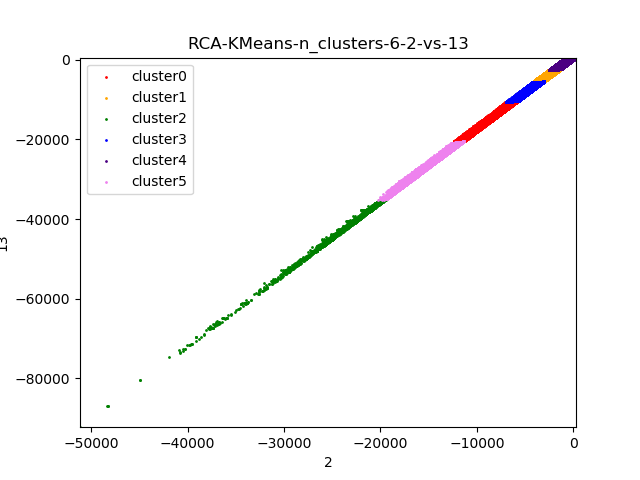 RCA-KMeans-n_clusters-6-2-vs-13
0
−20000
−40000
−60000
−80000
13
cluster0
cluster1
cluster2
cluster3
cluster4
cluster5
−50000 −40000 −30000 −20000 −10000 0
2